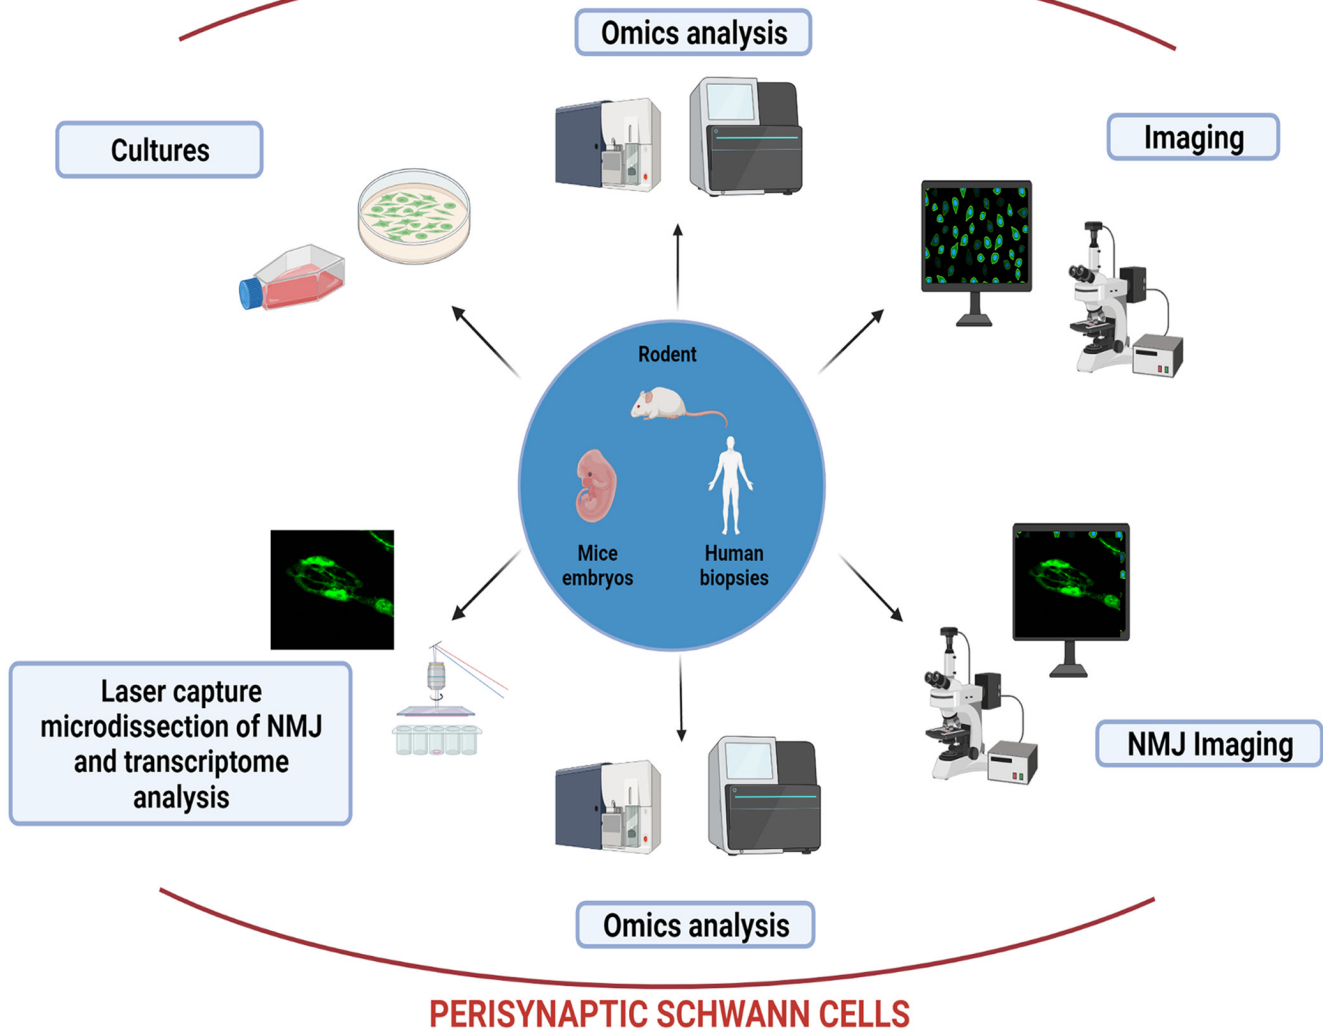 Omics analysis
Cultures
Imaging
Rodent
Mice
embryos
Human
biopsies
Laser capture
microdissection of NMJ
and transcriptome
analysis
NMJ Imaging
Omics analysis
PERISYNAPTIC SCHWANN CELLS